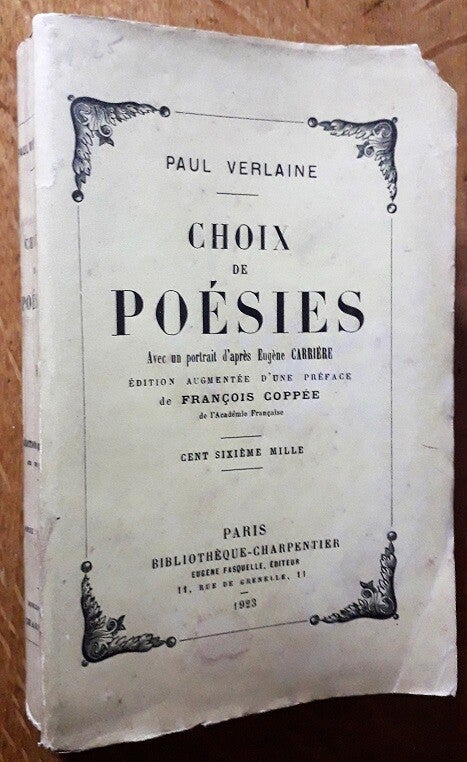 PAUL VERLAINE
CHOIX
DE
POÉSIES
Avec un portrait d'après Eugène CARRIÈRE
ÉDITION AUGMENTÉE D'UNE PRÉFACE
de FRANÇOIS COPPÉE
de l'Académie Française
CENT SIXIÈME MILLE
PARIS
BIBLIOTHÈQUE-CHARPENTIER
EUGÈNE FASQUELLE, ÉDITEUR
11, RUE DE GRENELLE, 11
1923